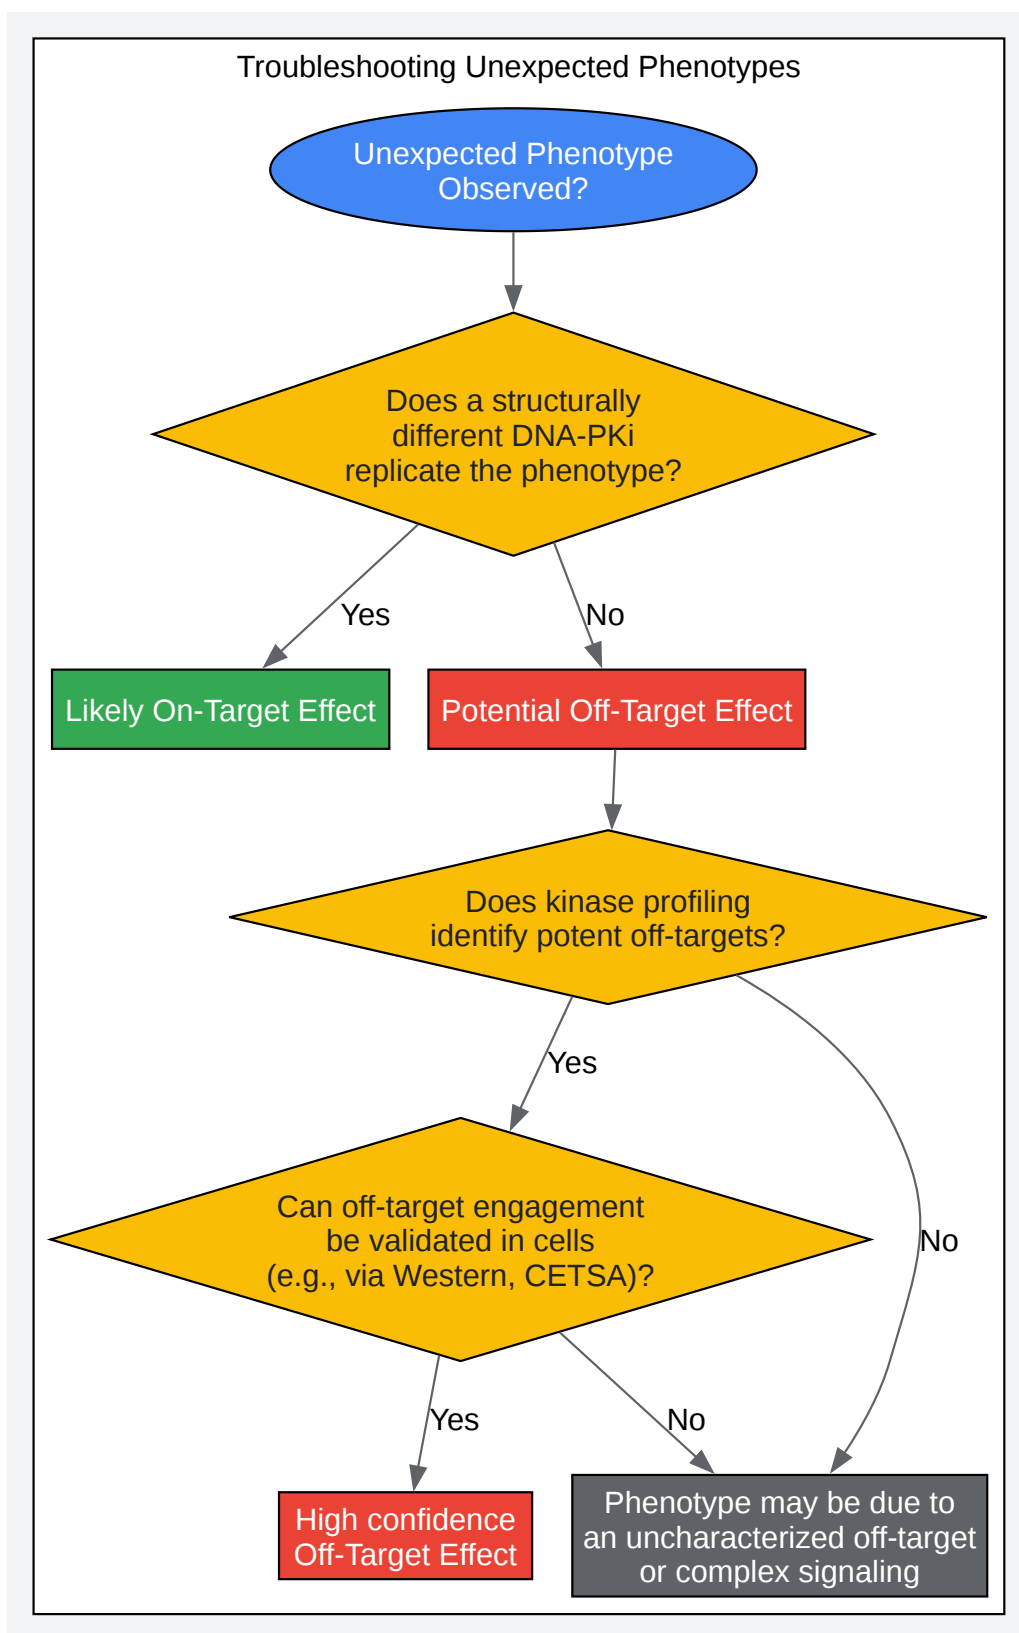 Troubleshooting Unexpected Phenotypes
Unexpected Phenotype
Observed?
Does a structurally
different DNA-PKi
replicate the phenotype?
Yes
No
Likely On-Target Effect
Potential Off-Target Effect
Does kinase profiling
identify potent off-targets?
Yes
Can off-target engagement
be validated in cells
(e.g., via Western, CETSA)?
No
Yes
No
High confidence
Off-Target Effect
Phenotype may be due to
an uncharacterized off-target
or complex signaling